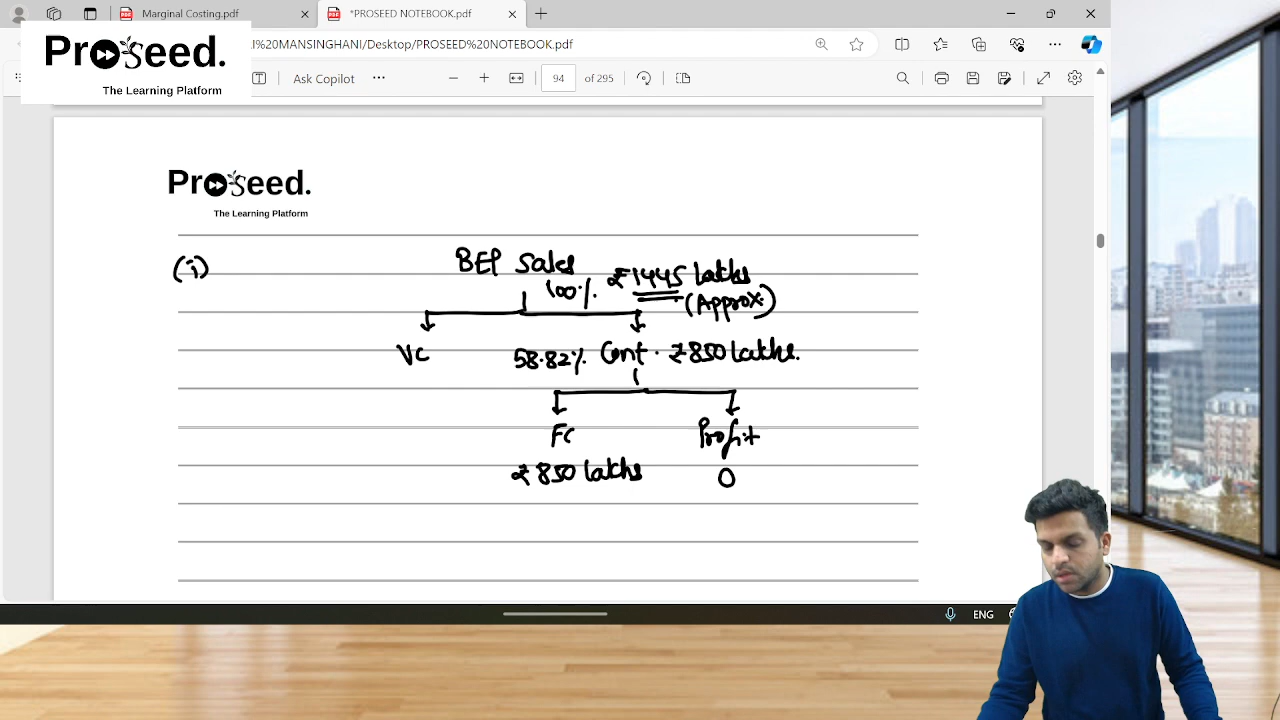 Marginal Costing.pdf
*PROSEED NOTEBOOK.pdf
Proseed.
The Learning Platform
MANSINGHANI/Desktop/PROSEED%20NOTEBOOK.pdf
Ask Copilot
94 of 295
Proseed.
The Learning Platform
(i)
BEP Sales
100%. ₹1445 lakhs
(Approx.)
VC
58.82% Cont. ₹850 lakhs.
FC
Profit
₹850 lakhs
0
ENG